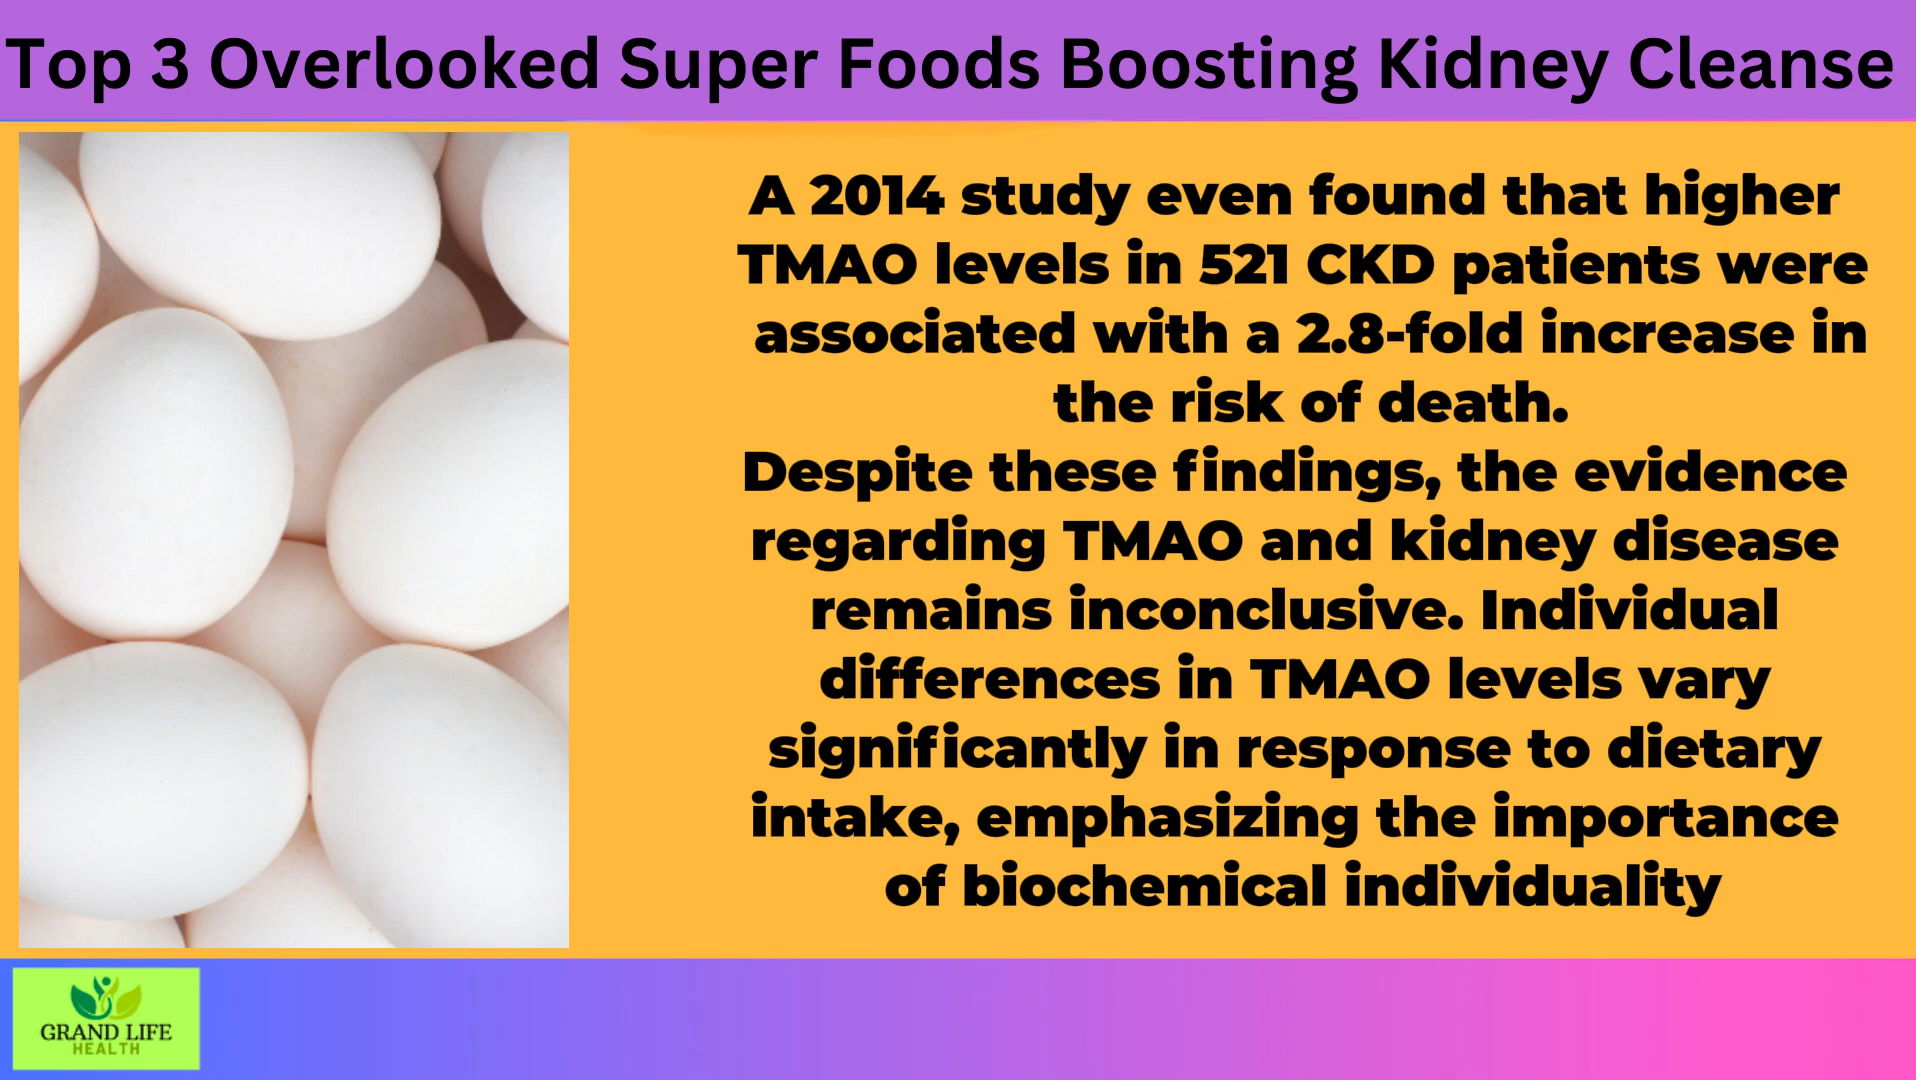 Top 3 Overlooked Super Foods Boosting Kidney Cleanse
A 2014 study even found that higher
TMAO levels in 521 CKD patients were
associated with a 2.8-fold increase in
the risk of death.
Despite these findings, the evidence
regarding TMAO and kidney disease
remains inconclusive. Individual
differences in TMAO levels vary
significantly in response to dietary
intake, emphasizing the importance
of biochemical individuality
GRAND LIFE
HEALTH